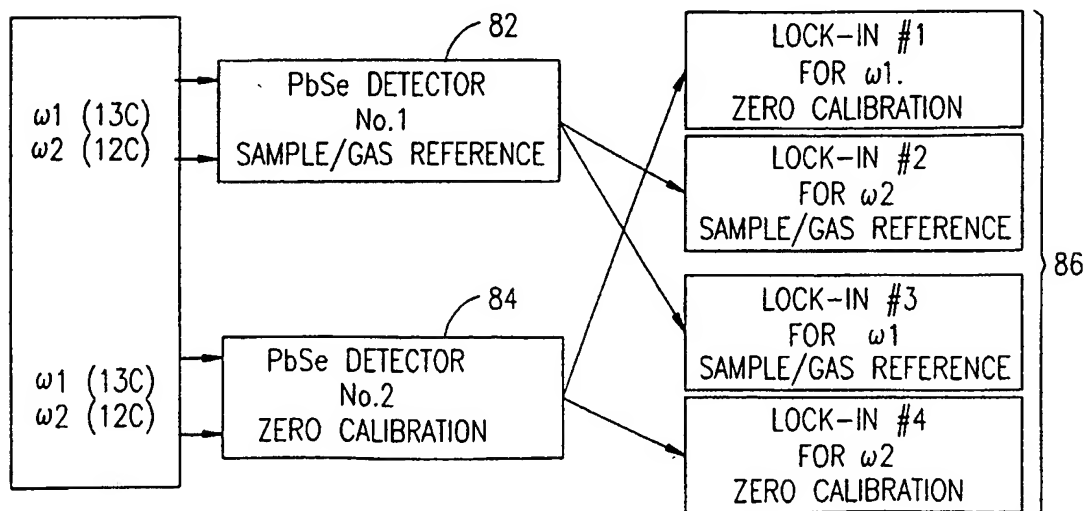 ω1 (13C)
ω2 (12C)
ω1 (13C)
ω2 (12C)
82
PbSe DETECTOR
No.1
SAMPLE/GAS REFERENCE
84
PbSe DETECTOR
No.2
ZERO CALIBRATION
LOCK-IN #1
FOR ω1.
ZERO CALIBRATION
LOCK-IN #2
FOR ω2
SAMPLE/GAS REFERENCE
LOCK-IN #3
FOR ω1
SAMPLE/GAS REFERENCE
LOCK-IN #4
FOR ω2
ZERO CALIBRATION
86